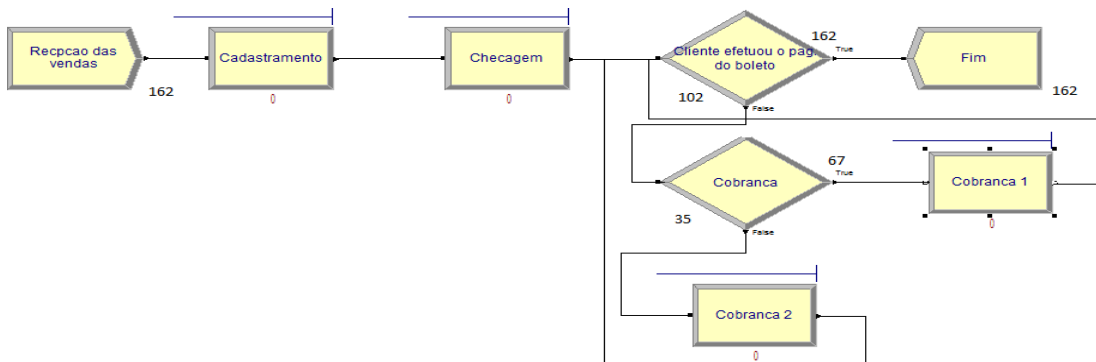 Recpcao das
vendas
162
Cadastramento
0
Checagem
0
Cliente efetuou o pag.
do boleto
162
True
102
False
Fim
162
Cobranca
67
True
35
False
Cobranca 1
0
Cobranca 2
0